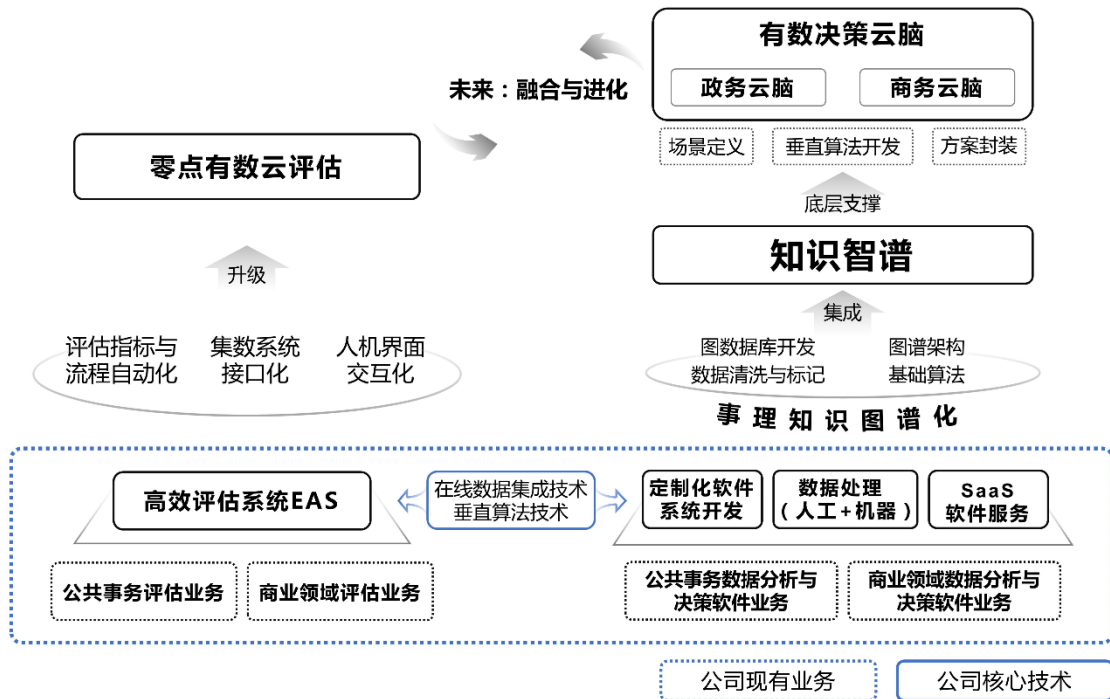 有数决策云脑
政务云脑
商务云脑
未来：融合与进化
场景定义
垂直算法开发
方案封装
零点有数云评估
底层支撑
知识智谱
升级
集成
评估指标与
流程自动化
集数系统
接口化
人机界面
交互化
图数据库开发
图谱架构
数据清洗与标记
基础算法
事理知识图谱化
高效评估系统EAS
在线数据集成技术
垂直算法技术
定制化软件
系统开发
数据处理
（人工+机器）
SaaS
软件服务
公共事务评估业务
商业领域评估业务
公共事务数据分析与
决策软件业务
商业领域数据分析与
决策软件业务
公司现有业务
公司核心技术